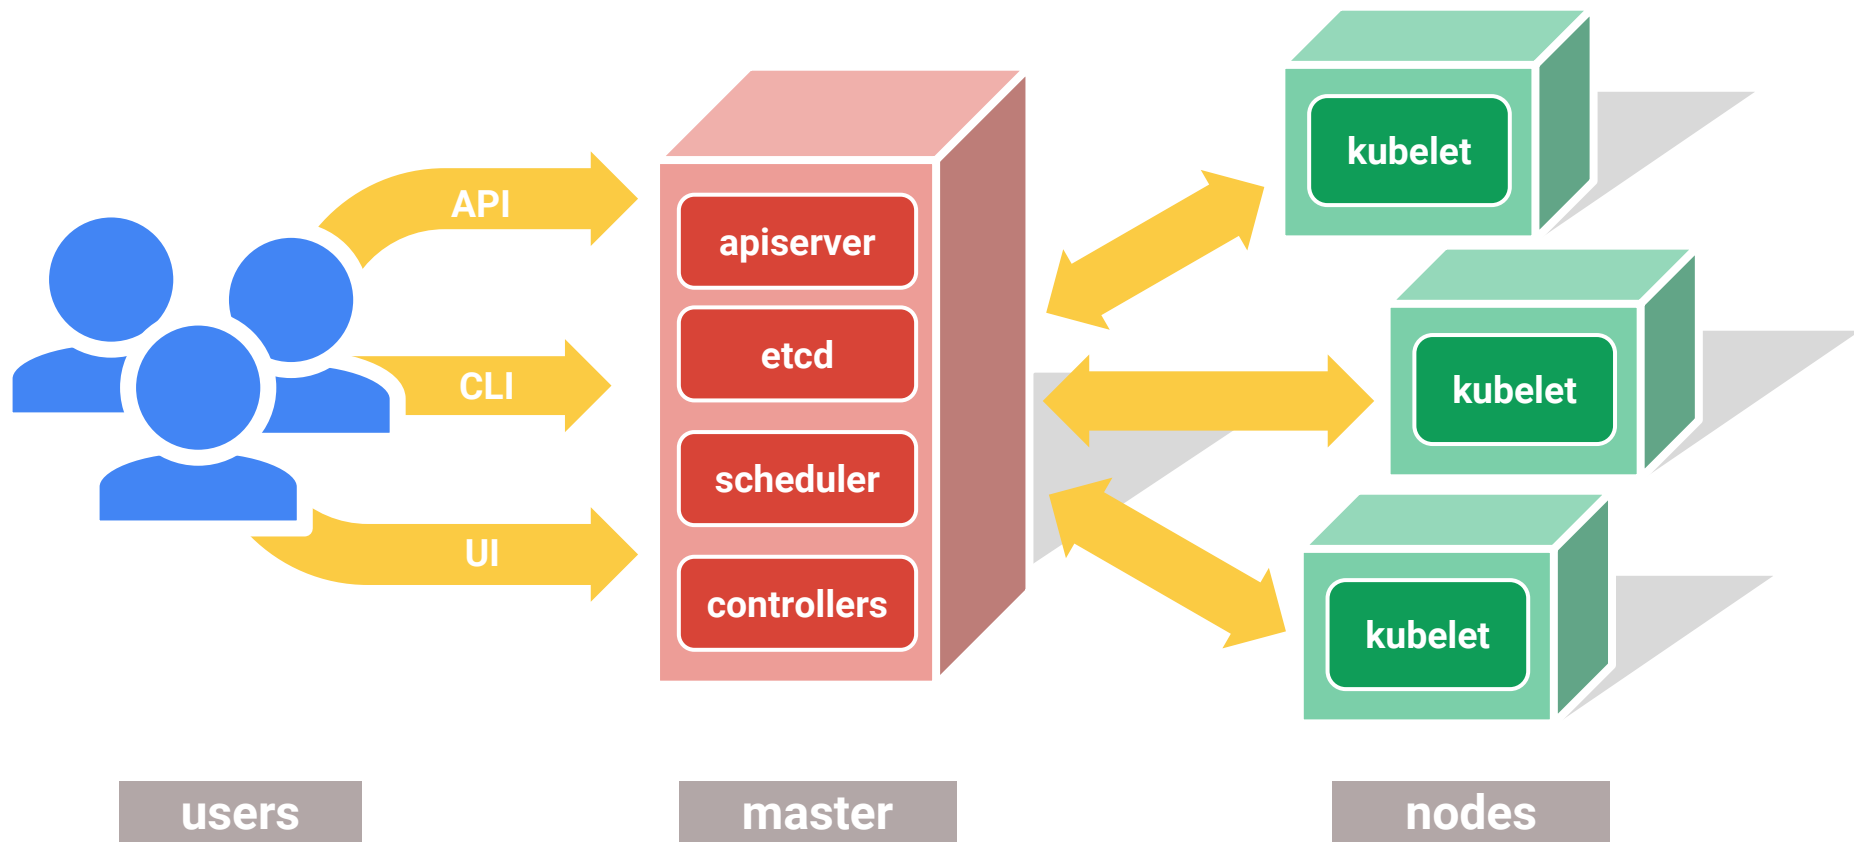 API
CLI
UI
apiserver
etcd
scheduler
controllers
kubelet
kubelet
kubelet
users
master
nodes